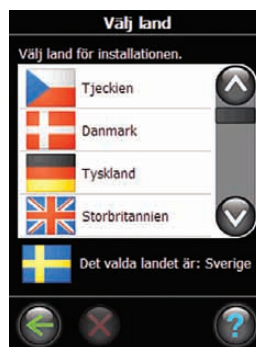 Välj land
Välj land för installationen.
Tjeckien
Danmark
Tyskland
Storbritannien
Det valda landet är: Sverige
?